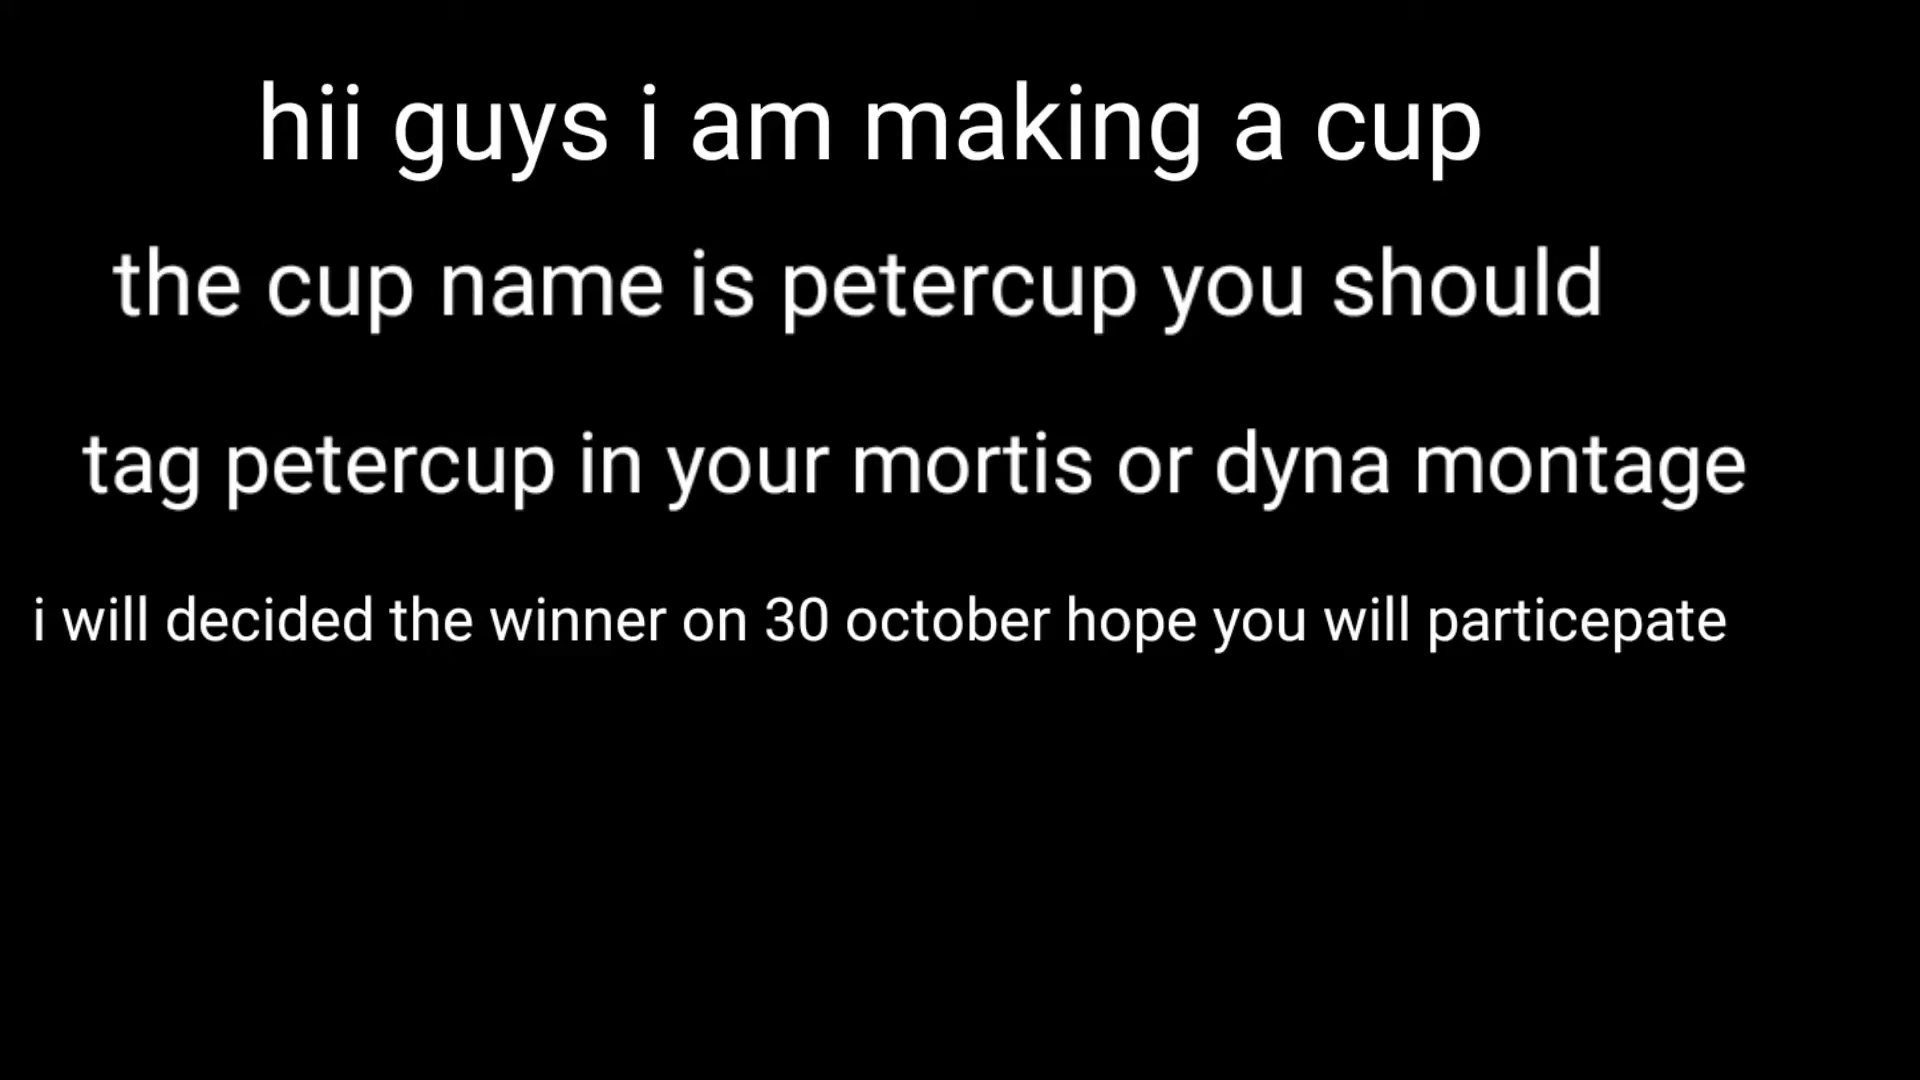 hii guys i am making a cup
the cup name is petercup you should
tag petercup in your mortis or dyna montage
i will decided the winner on 30 october hope you will particepate